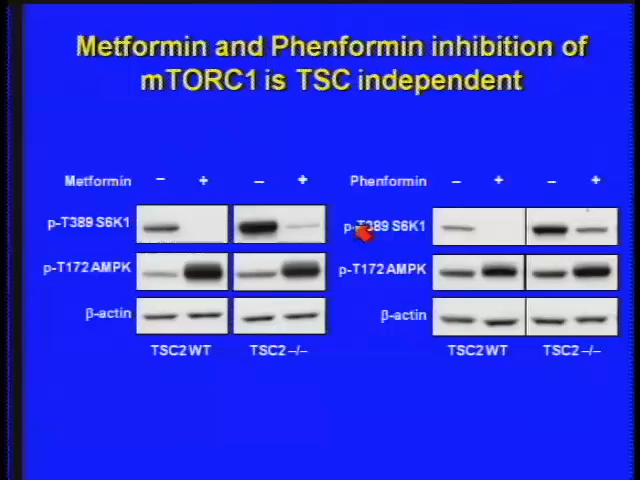 Metformin and Phenformin inhibition of
mTORC1 is TSC independent
Metformin – + – +
p-T389 S6K1
p-T172 AMPK
β-actin
TSC2 WT TSC2 –/–
Phenformin – + – +
p-T389 S6K1
p-T172 AMPK
β-actin
TSC2 WT TSC2 –/–